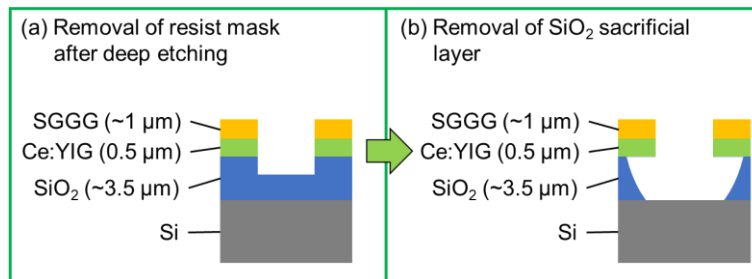 (a) Removal of resist mask
after deep etching
SGGG (~1 μm)
Ce:YIG (0.5 μm)
SiO₂ (~3.5 μm)
Si
(b) Removal of SiO₂ sacrificial
layer
SGGG (~1 μm)
Ce:YIG (0.5 μm)
SiO₂ (~3.5 μm)
Si